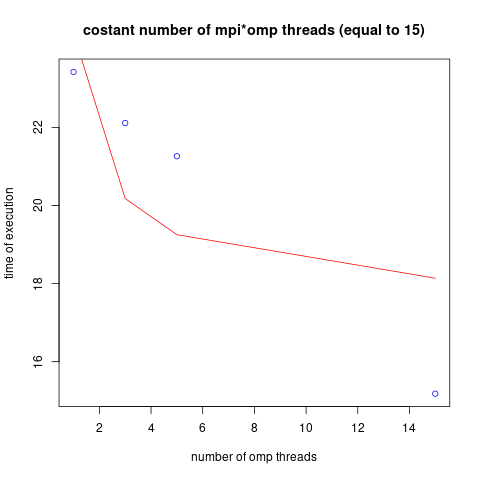 costant number of mpi*omp threads (equal to 15)
time of execution
22
20
18
16
2 4 6 8 10 12 14
number of omp threads